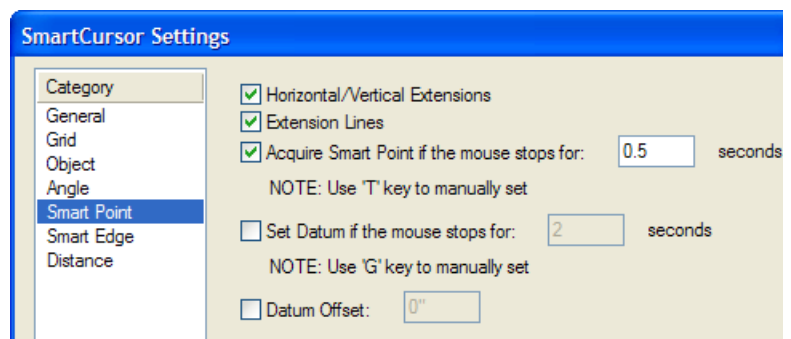 SmartCursor Settings
Category
General
Grid
Object
Angle
Smart Point
Smart Edge
Distance
Horizontal/Vertical Extensions
Extension Lines
Acquire Smart Point if the mouse stops for: 0.5 seconds
NOTE: Use 'T' key to manually set
Set Datum if the mouse stops for: 2 seconds
NOTE: Use 'G' key to manually set
Datum Offset: 0"